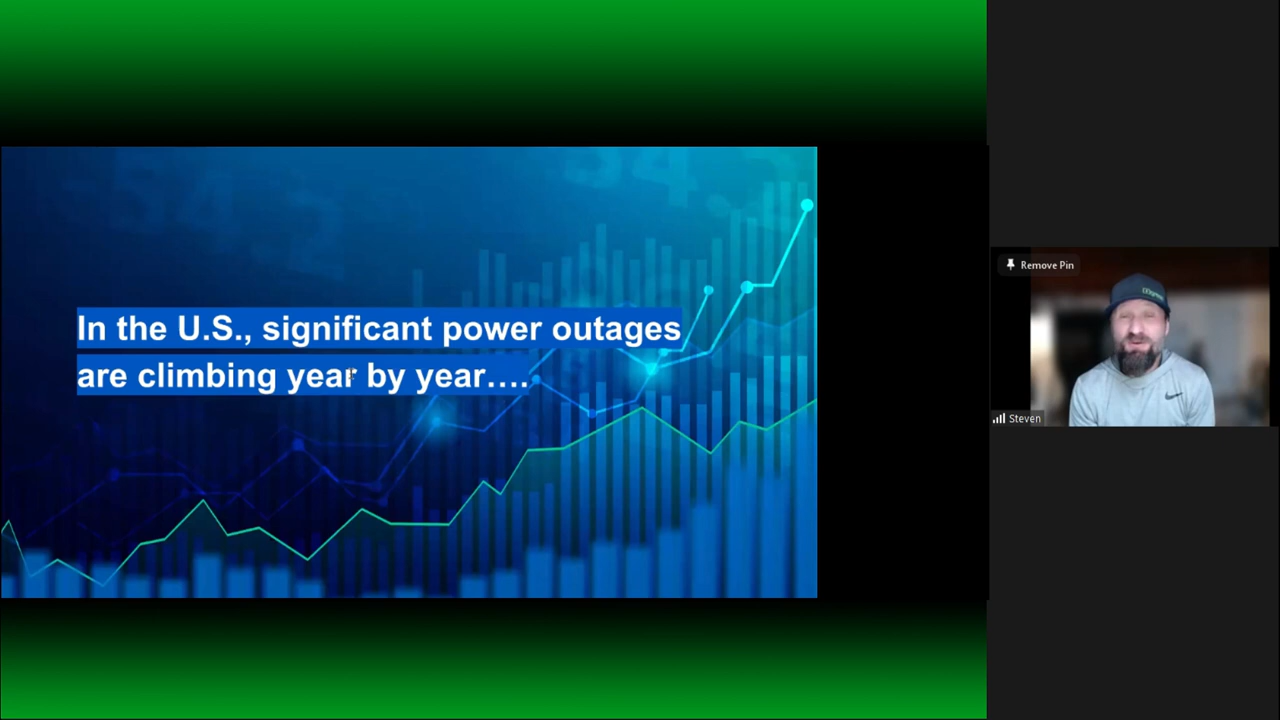 In the U.S., significant power outages
are climbing year by year….
Remove Pin
Steven